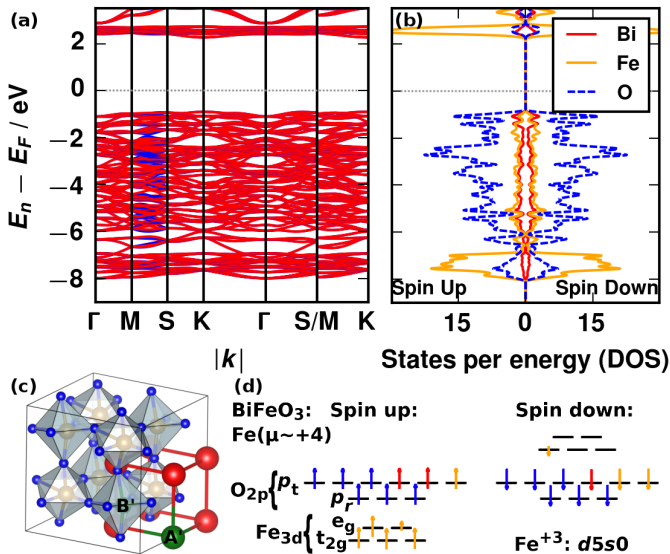 (a)
(b)
2
0
−2
−4
−6
−8
E_n − E_F / eV
Γ M S K Γ S/M K
|k|
Bi
Fe
O
Spin Up
Spin Down
15 0 15
States per energy (DOS)
(c)
B'
A'
(d)
BiFeO₃: Spin up: Spin down:
Fe(μ~+4)
O₂ₚ{ pₜ
pᵣ
Fe₃d{ e_g
t₂g
Fe⁺³: d5s0